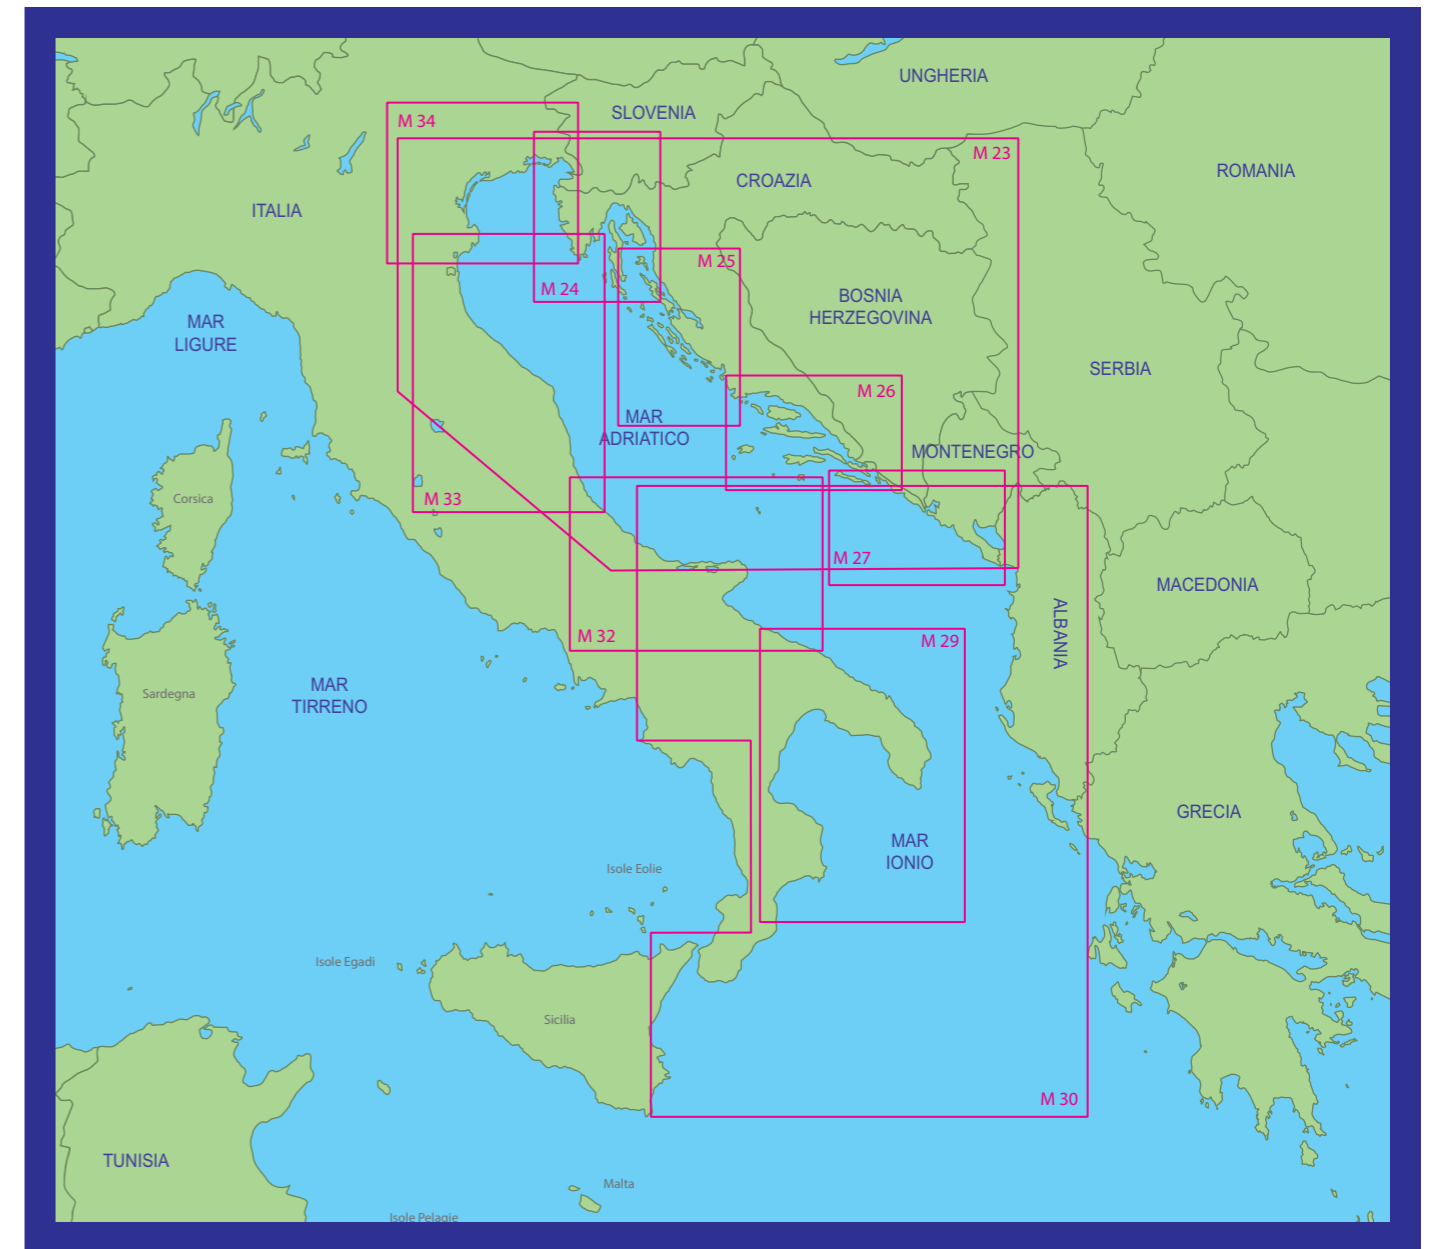 UNGHERIA
SLOVENIA
M 34
M 23
ROMANIA
CROAZIA
ITALIA
M 25
M 24
BOSNIA
HERZEGOVINA
MAR
LIGURE
SERBIA
M 26
MAR
ADRIATICO
MONTENEGRO
Corsica
M 33
M 27
MACEDONIA
ALBANIA
M 32
M 29
Sardegna
MAR
TIRRENO
GRECIA
MAR
IONIO
Isole Eolie
Isole Egadi
Sicilia
M 30
TUNISIA
Malta
Isole Pelagie